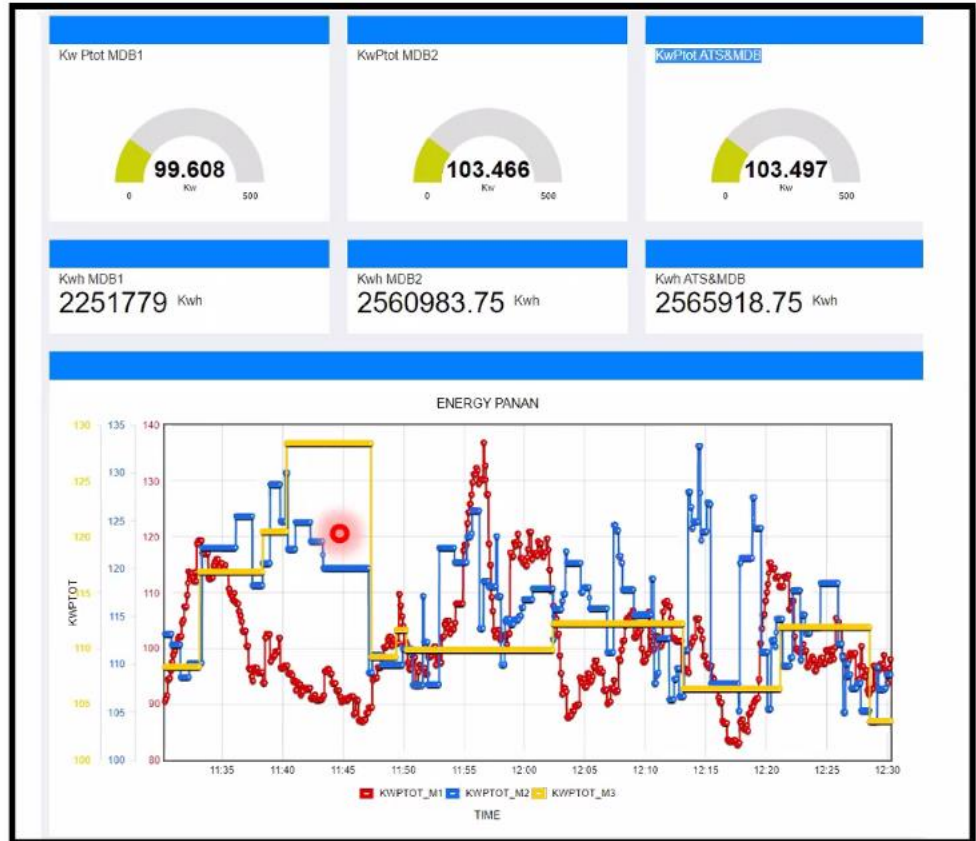 Kw Ptot MDB1
99.608
Kw
0 500
KwPtot MDB2
103.466
Kw
0 500
KwPtot ATS&MDB
103.497
Kw
0 500
Kwh MDB1
2251779 Kwh
Kwh MDB2
2560983.75 Kwh
Kwh ATS&MDB
2565918.75 Kwh
ENERGY PANAN
KWPTOT
130
125
120
115
110
105
100
135
130
125
120
115
110
105
100
140
130
120
110
100
90
80
11:35 11:40 11:45 11:50 11:55 12:00 12:05 12:10 12:15 12:20 12:25 12:30
KWPTOT_M1 KWPTOT_M2 KWPTOT_M3
TIME